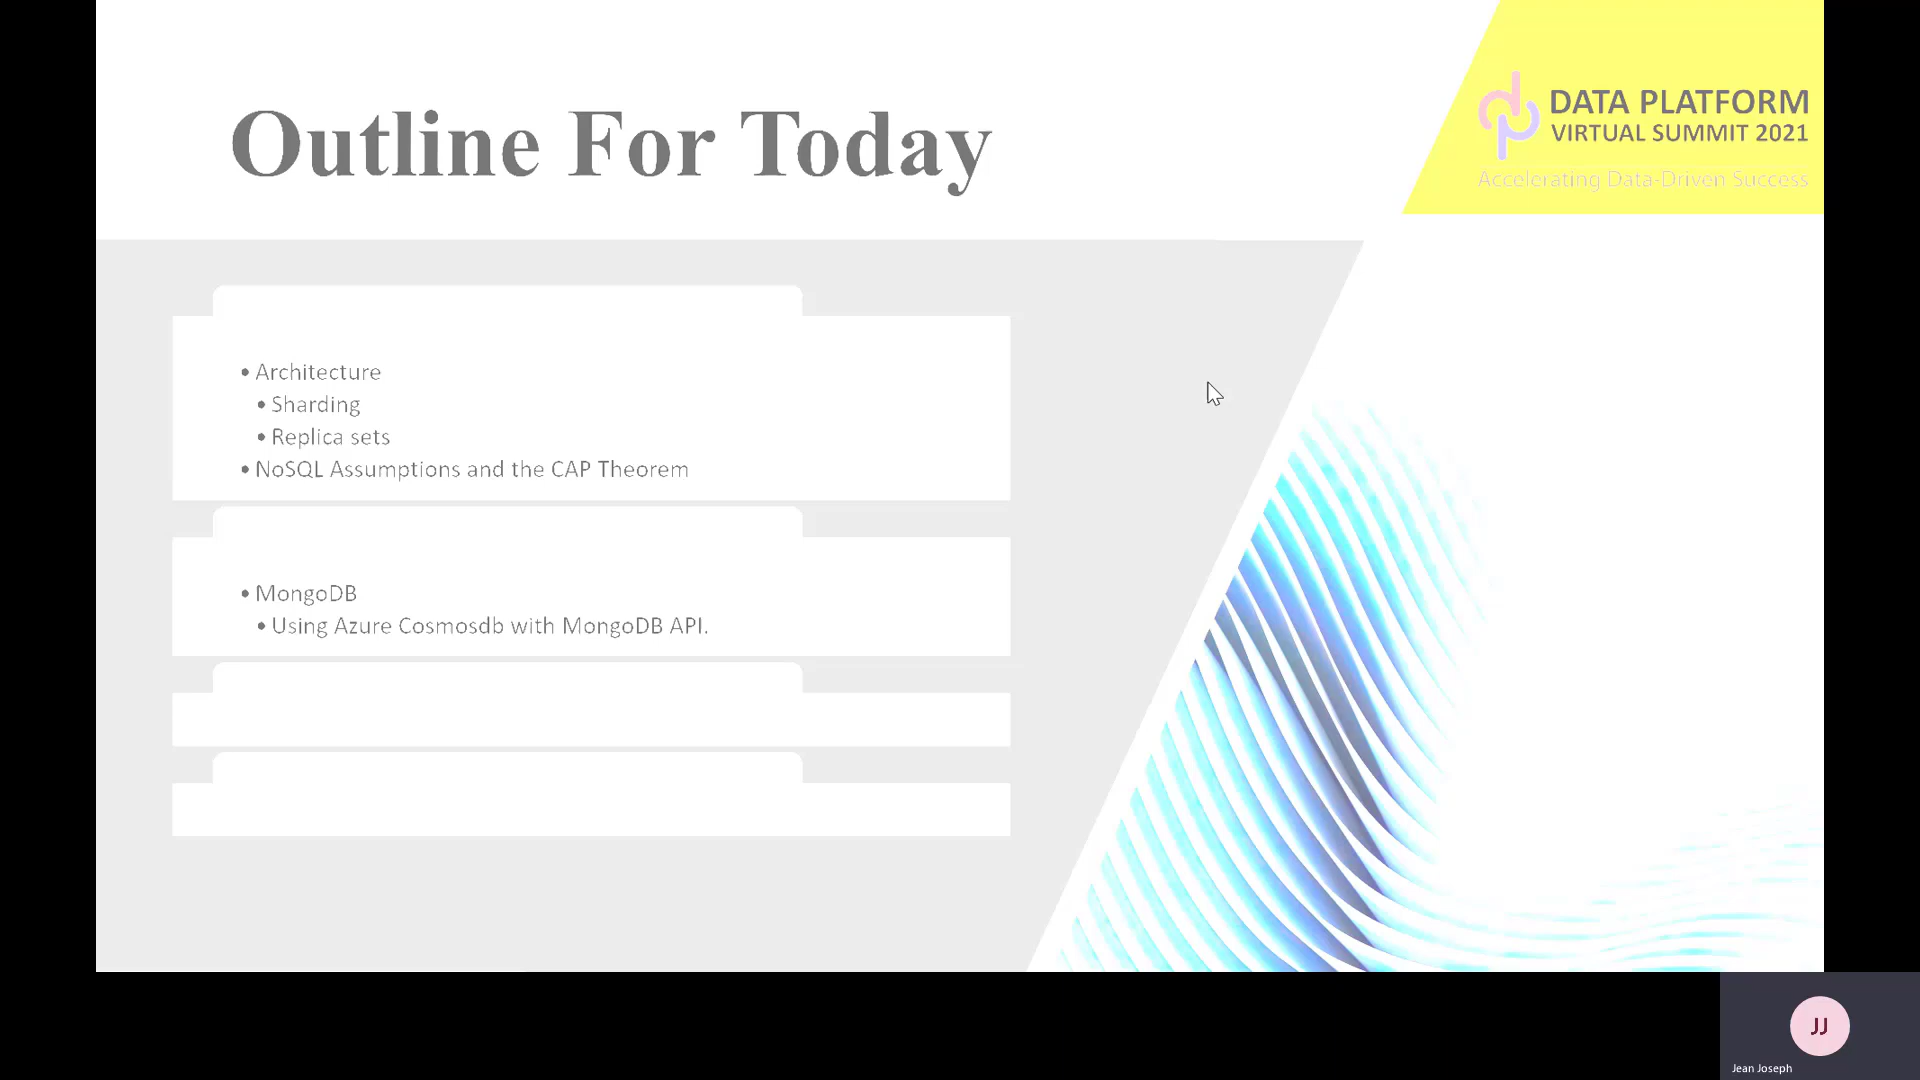 Outline For Today
DATA PLATFORM
VIRTUAL SUMMIT 2021
Accelerating Data-Driven Success
• Architecture
• Sharding
• Replica sets
• NoSQL Assumptions and the CAP Theorem
• MongoDB
• Using Azure Cosmosdb with MongoDB API.
JJ
Jean Joseph